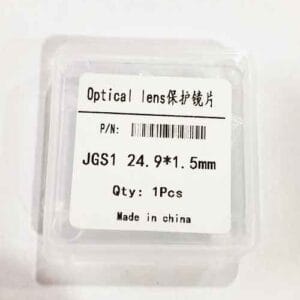 Optical lens保护镜片
P/N:
JGS1 24.9*1.5mm
Qty: 1Pcs
Made in china